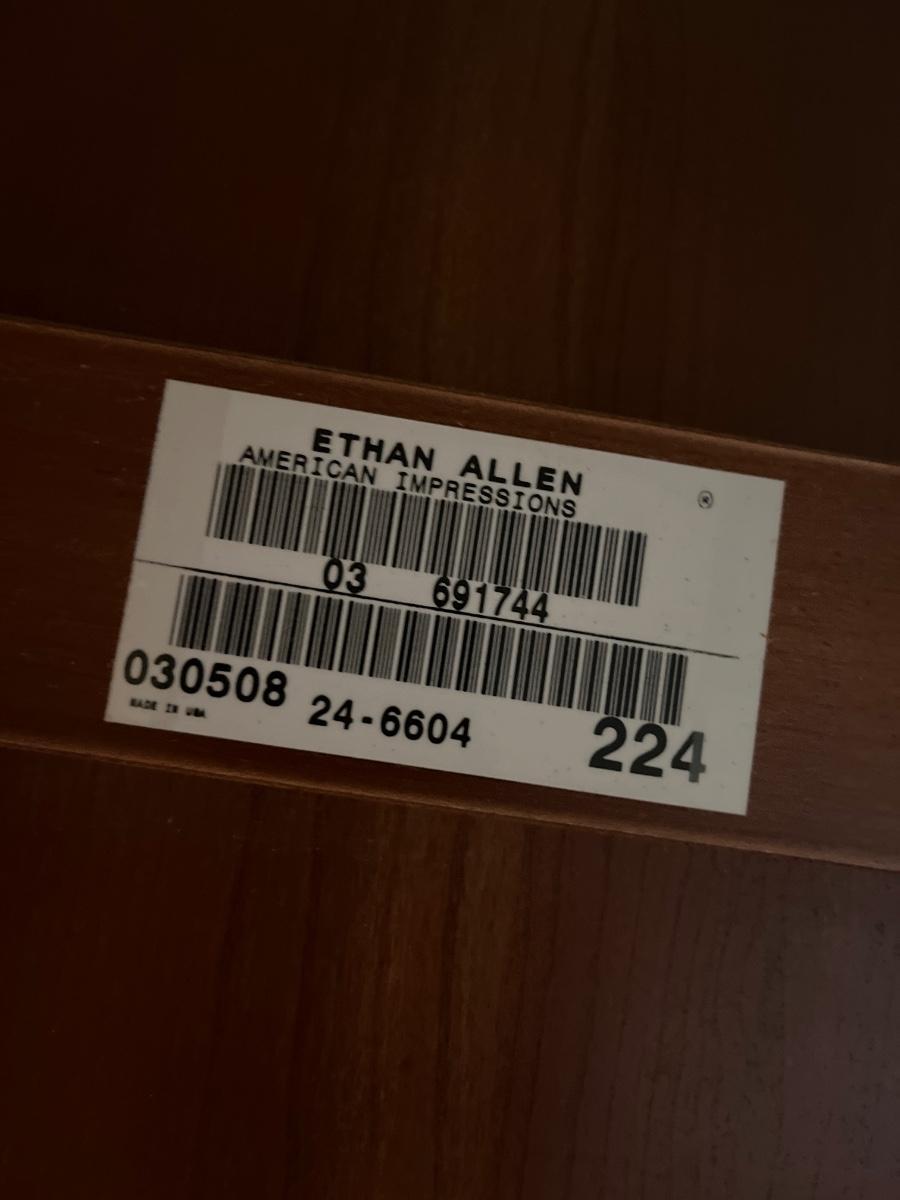 ETHAN ALLEN
AMERICAN IMPRESSIONS
®
03 691744
030508 24-6604 224
MADE IN USA